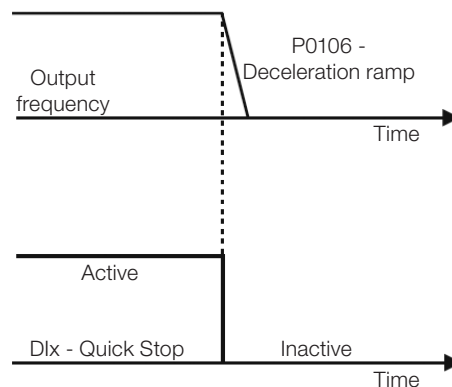 P0106 -
Deceleration ramp
Output
frequency
Time
Active
DIx - Quick Stop
Inactive
Time